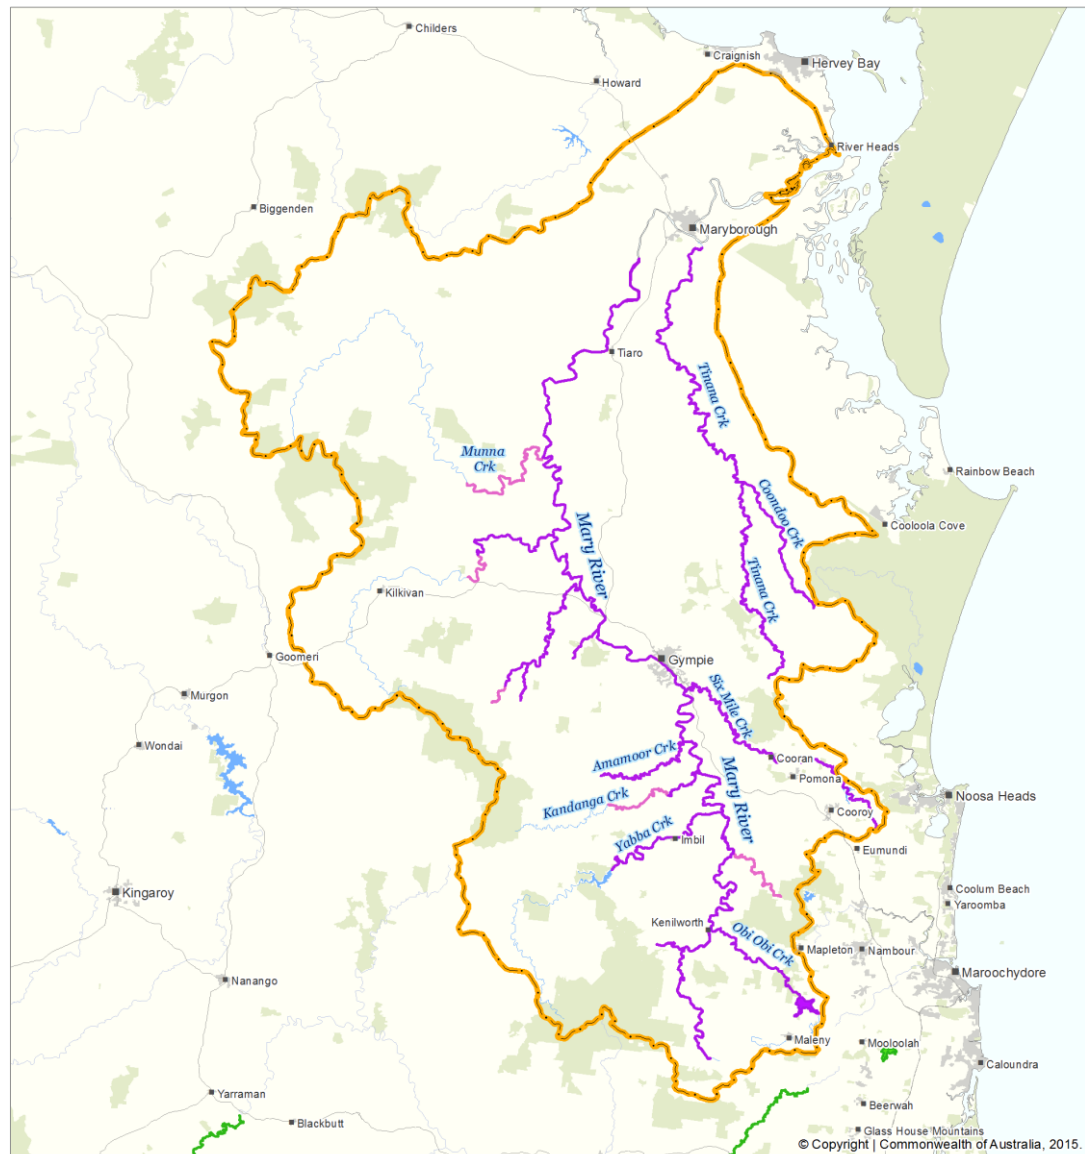 Childers
Craignish
Hervey Bay
Howard
River Heads
Biggenden
Maryborough
Tiaro
Tinana Crk
Munna
Crk
Rainbow Beach
Coondoo Crk
Cooloola Cove
Mary River
Tinana Crk
Kilkivan
Goomeri
Gympie
Murgon
Six Mile Crk
Wondai
Amamoor Crk
Cooran
Mary River
Pomona
Noosa Heads
Kandanga Crk
Cooroy
Yabba Crk
Imbil
Eumundi
Kingaroy
Coolum Beach
Yaroomba
Kenilworth
Obi Obi Crk
Mapleton
Nambour
Maroochydore
Nanango
Maleny
Mooloolah
Caloundra
Yarraman
Beerwah
Blackbutt
Glass House Mountains
© Copyright | Commonwealth of Australia, 2015.